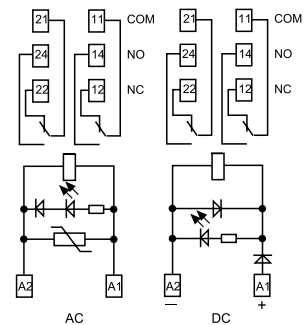 21 11 COM 21 11 COM
24 14 NO 24 14 NO
22 12 NC 22 12 NC
A2 A1 A2 A1
— +
AC DC